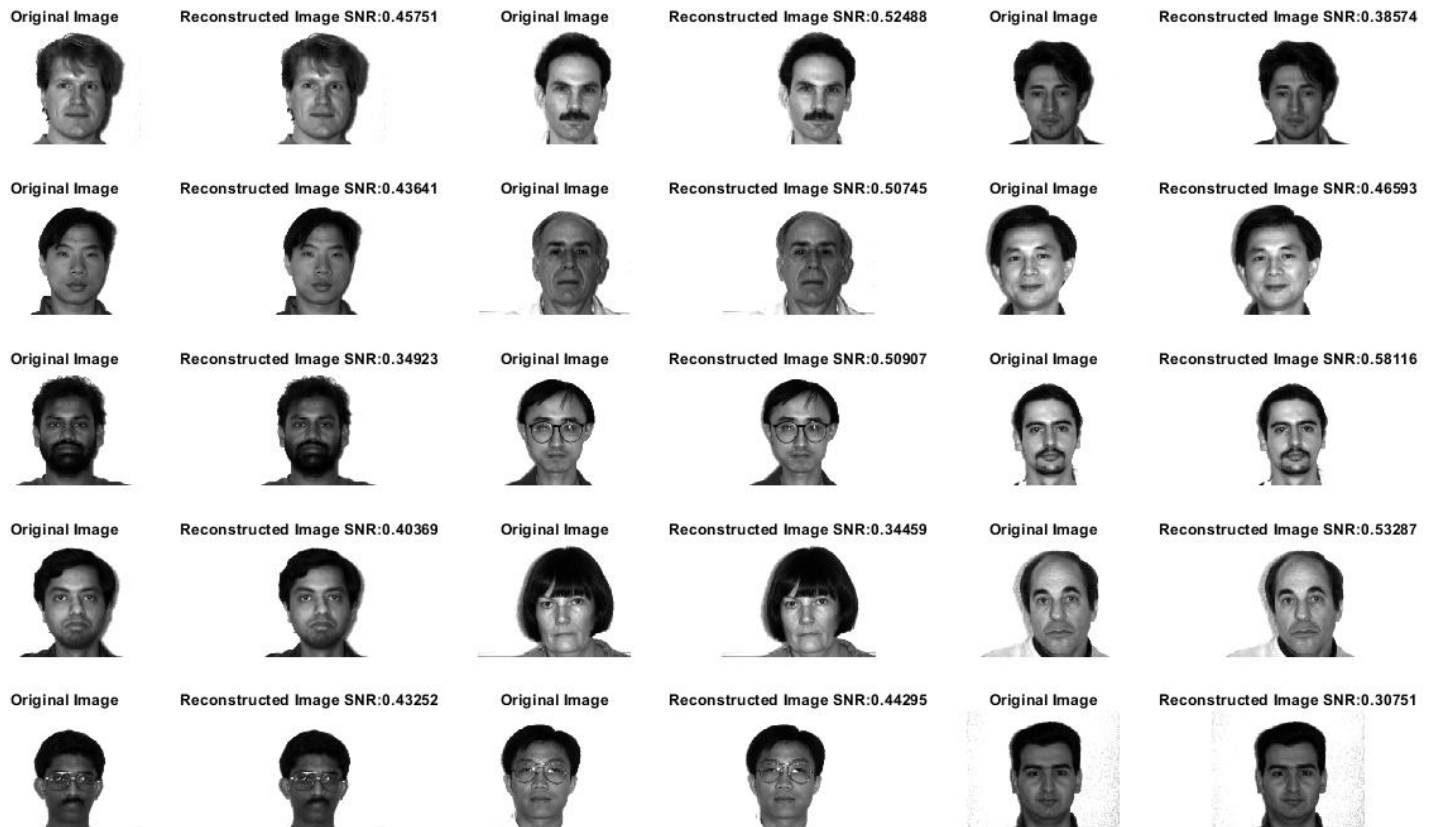 Original Image Reconstructed Image SNR:0.45751 Original Image Reconstructed Image SNR:0.52488 Original Image Reconstructed Image SNR:0.38574
Original Image Reconstructed Image SNR:0.43641 Original Image Reconstructed Image SNR:0.50745 Original Image Reconstructed Image SNR:0.46593
Original Image Reconstructed Image SNR:0.34923 Original Image Reconstructed Image SNR:0.50907 Original Image Reconstructed Image SNR:0.58116
Original Image Reconstructed Image SNR:0.40369 Original Image Reconstructed Image SNR:0.34459 Original Image Reconstructed Image SNR:0.53287
Original Image Reconstructed Image SNR:0.43252 Original Image Reconstructed Image SNR:0.44295 Original Image Reconstructed Image SNR:0.30751